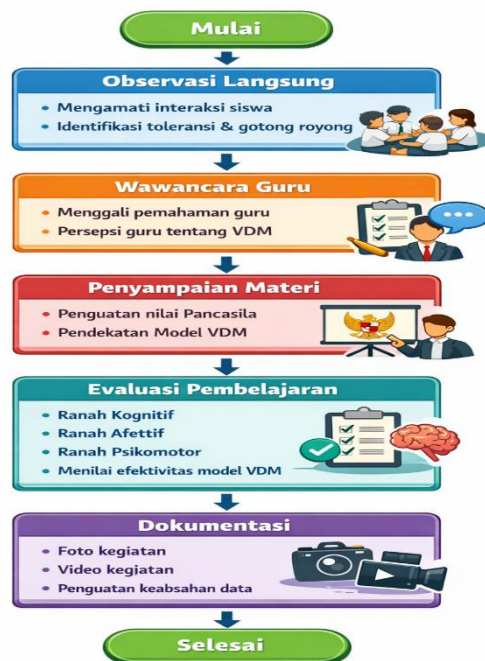 Mulai
Observasi Langsung
• Mengamati interaksi siswa
• Identifikasi toleransi & gotong royong
Wawancara Guru
• Menggali pemahaman guru
• Persepsi guru tentang VDM
Penyampaian Materi
• Penguatan nilai Pancasila
• Pendekatan Model VDM
Evaluasi Pembelajaran
• Ranah Kognitif
• Ranah Afettif
• Ranah Psikomotor
• Menilai efektivitas model VDM
Dokumentasi
• Foto kegiatan
• Video kegjatan
• Penguatan keabsahan data
Selesai